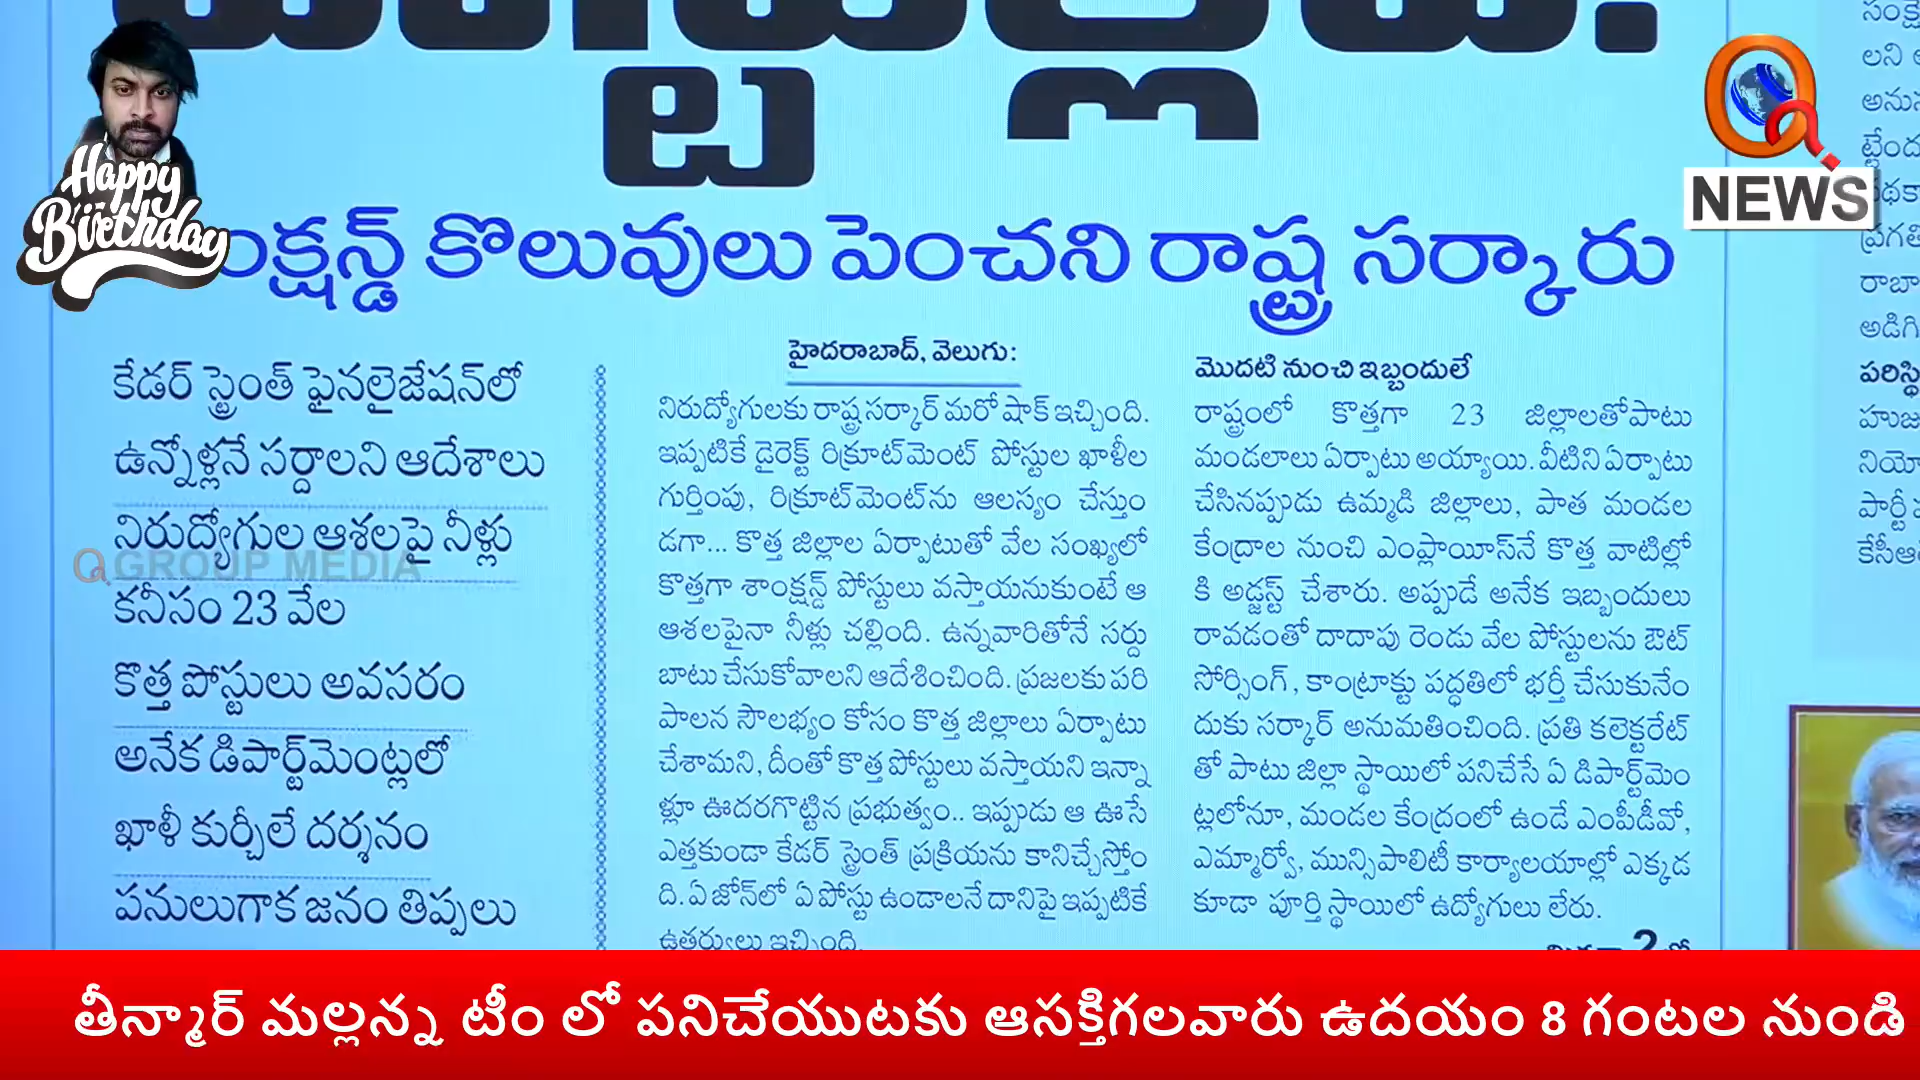 Happy
Birthday
NEWS
కొలువులు పెంచని రాష్ట్ర సర్కారు
కేడర్ స్ట్రెంత్ ఫైనలైజేషన్‌లో
ఉన్నోళ్లనే సర్దాలని ఆదేశాలు
నిరుద్యోగుల ఆశలపై నీళ్లు
కనీసం 23 వేల
కొత్త పోస్టులు అవసరం
అనేక డిపార్ట్‌మెంట్లలో
ఖాళీ కుర్చీలే దర్శనం
పనులుగాక జనం తిప్పలు
Q GROUP MEDIA
హైదరాబాద్, వెలుగు:
నిరుద్యోగులకు రాష్ట్ర సర్కార్ మరో షాక్ ఇచ్చింది.
ఇప్పటికే డైరెక్ట్ రిక్రూట్‌మెంట్ పోస్టుల ఖాళీల
గుర్తింపు, రిక్రూట్‌మెంట్‌ను ఆలస్యం చేస్తుం
డగా... కొత్త జిల్లాల ఏర్పాటుతో వేల సంఖ్యలో
కొత్తగా శాంక్షన్డ్ పోస్టులు వస్తాయనుకుంటే ఆ
ఆశలపైనా నీళ్లు చల్లింది. ఉన్నవారితోనే సర్దు
బాటు చేసుకోవాలని ఆదేశించింది. ప్రజలకు పరి
పాలన సౌలభ్యం కోసం కొత్త జిల్లాలు ఏర్పాటు
చేశామని, దీంతో కొత్త పోస్టులు వస్తాయని ఇన్నా
ళ్లూ ఊదరగొట్టిన ప్రభుత్వం.. ఇప్పుడు ఆ ఊసే
ఎత్తకుండా కేడర్ స్ట్రెంత్ ప్రక్రియను కానిచ్చేస్తోం
ది. ఏ జోన్‌లో ఏ పోస్టు ఉండాలనే దానిపై ఇప్పటికే
ఉత్తర్వులు ఇచ్చింది.
మొదటి నుంచి ఇబ్బందులే
రాష్ట్రంలో కొత్తగా 23 జిల్లాలతోపాటు
మండలాలు ఏర్పాటు అయ్యాయి. వీటిని ఏర్పాటు
చేసినప్పుడు ఉమ్మడి జిల్లాలు, పాత మండల
కేంద్రాల నుంచి ఎంప్లాయీస్‌నే కొత్త వాటిల్లో
కి అడ్జస్ట్ చేశారు. అప్పుడే అనేక ఇబ్బందులు
రావడంతో దాదాపు రెండు వేల పోస్టులను ఔట్
సోర్సింగ్, కాంట్రాక్టు పద్ధతిలో భర్తీ చేసుకునేం
దుకు సర్కార్ అనుమతించింది. ప్రతి కలెక్టరేట్
తో పాటు జిల్లా స్థాయిలో పనిచేసే ఏ డిపార్ట్‌మెం
ట్లలోనూ, మండల కేంద్రంలో ఉండే ఎంపీడీవో,
ఎమ్మార్వో, మున్సిపాలిటీ కార్యాలయాల్లో ఎక్కడ
కూడా పూర్తి స్థాయిలో ఉద్యోగులు లేరు.
తీన్మార్ మల్లన్న టీం లో పనిచేయుటకు ఆసక్తిగలవారు ఉదయం 8 గంటల నుండి